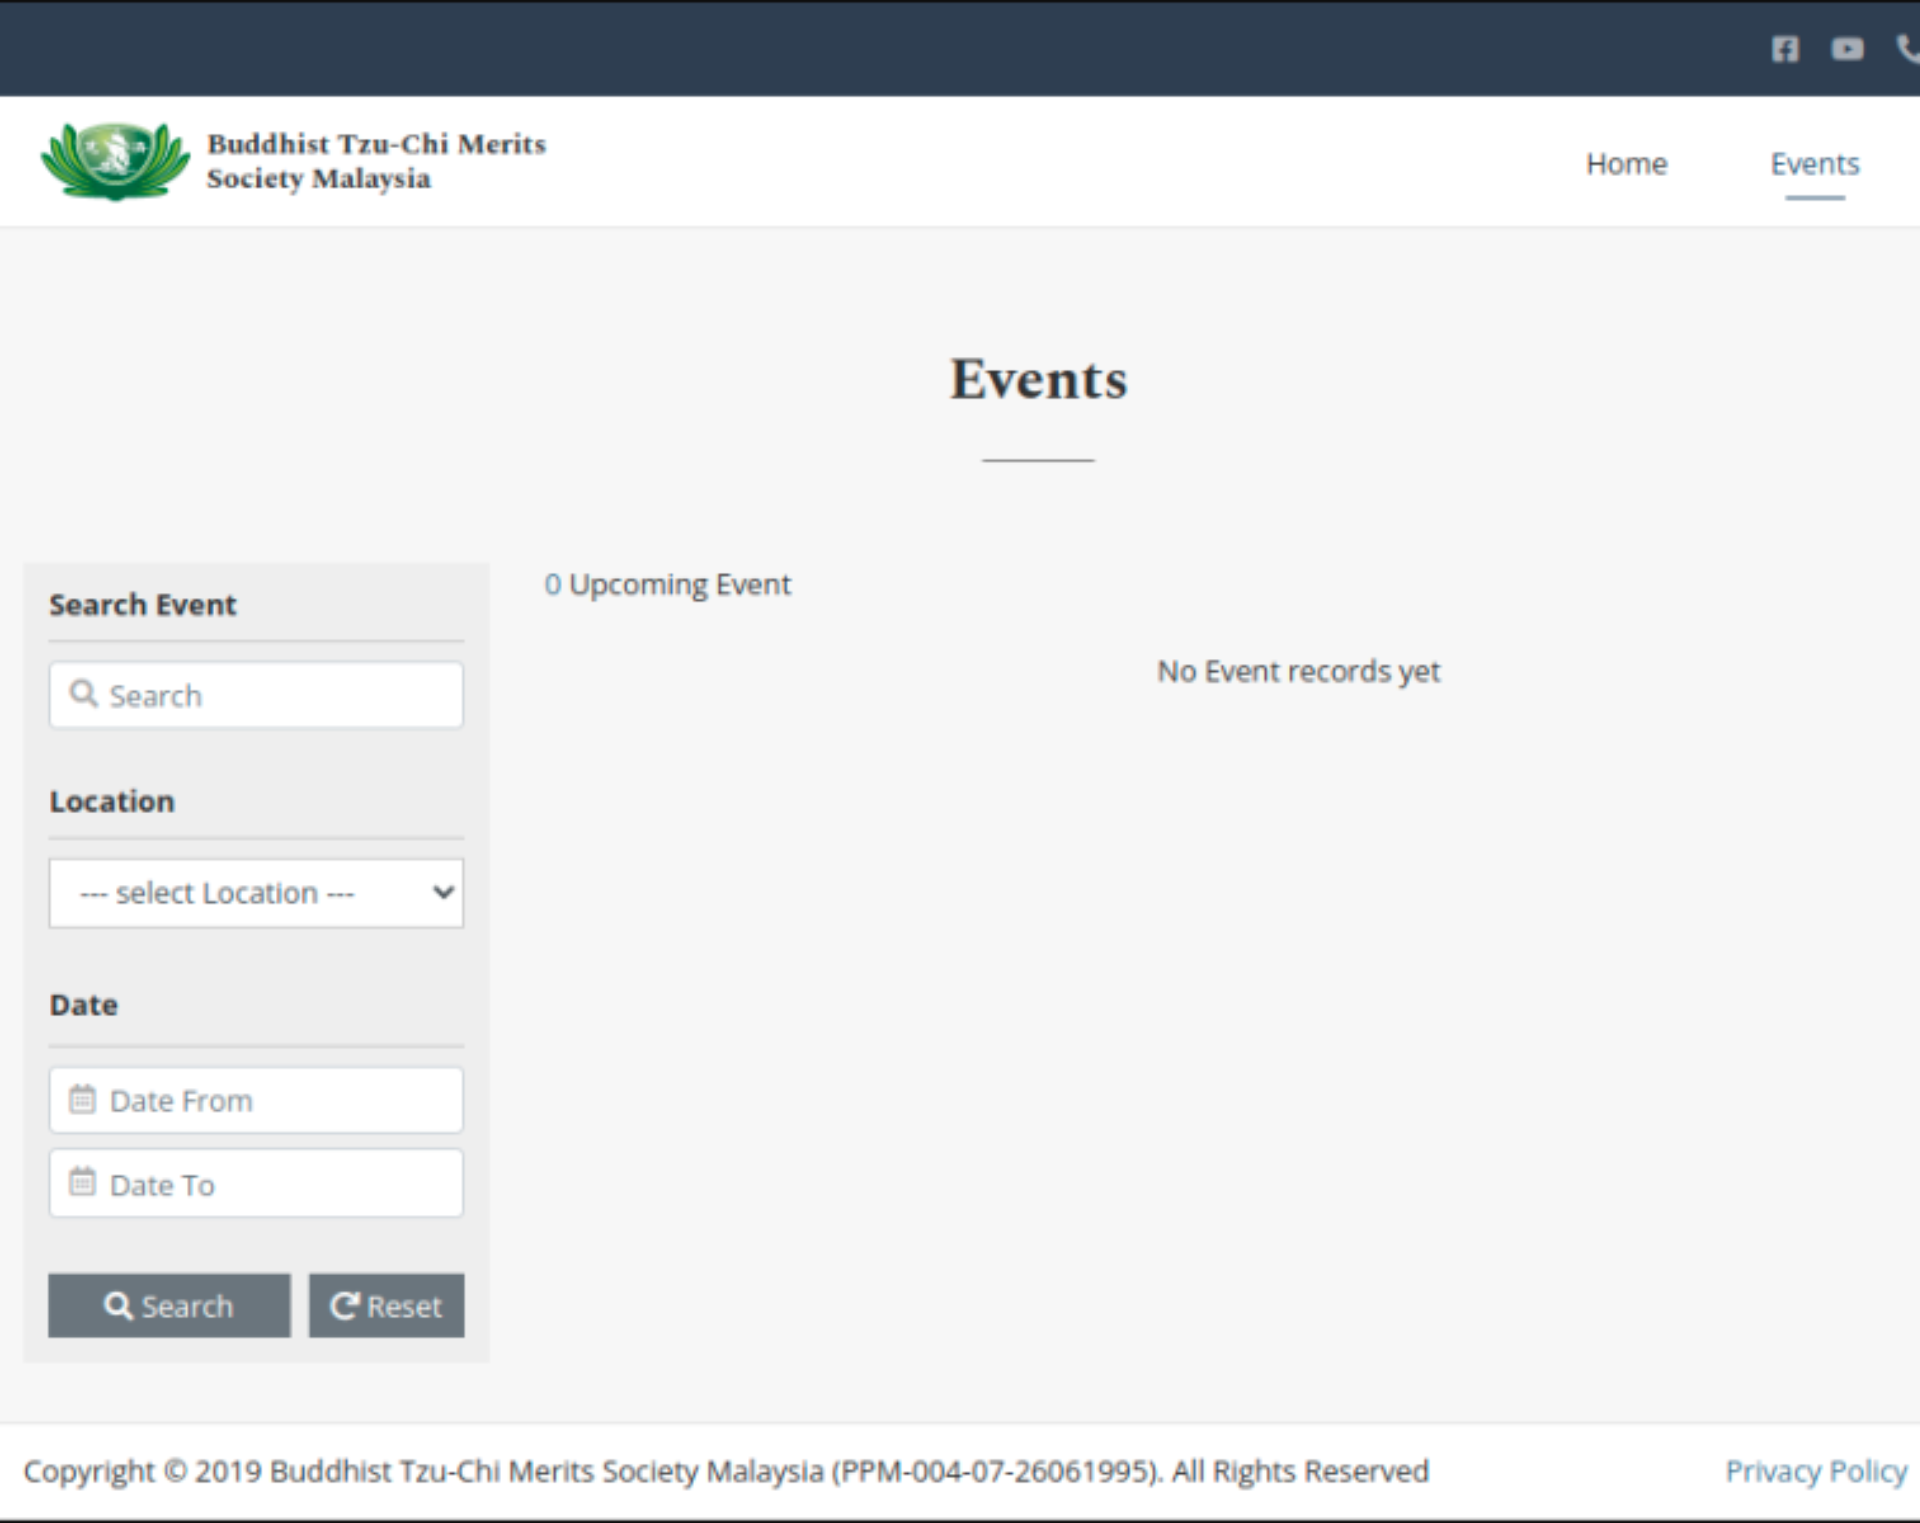 Buddhist Tzu-Chi Merits
Society Malaysia
Home
Events
Events
Search Event
Search
Location
--- select Location ---
Date
Date From
Date To
Search
Reset
0 Upcoming Event
No Event records yet
Copyright © 2019 Buddhist Tzu-Chi Merits Society Malaysia (PPM-004-07-26061995). All Rights Reserved
Privacy Policy